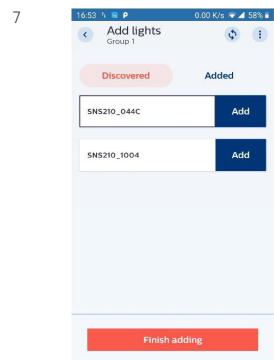 7
16:53 0.00 K/s 58%
Add lights
Group 1
Discovered Added
SNS210_044C Add
SNS210_1004 Add
Finish adding